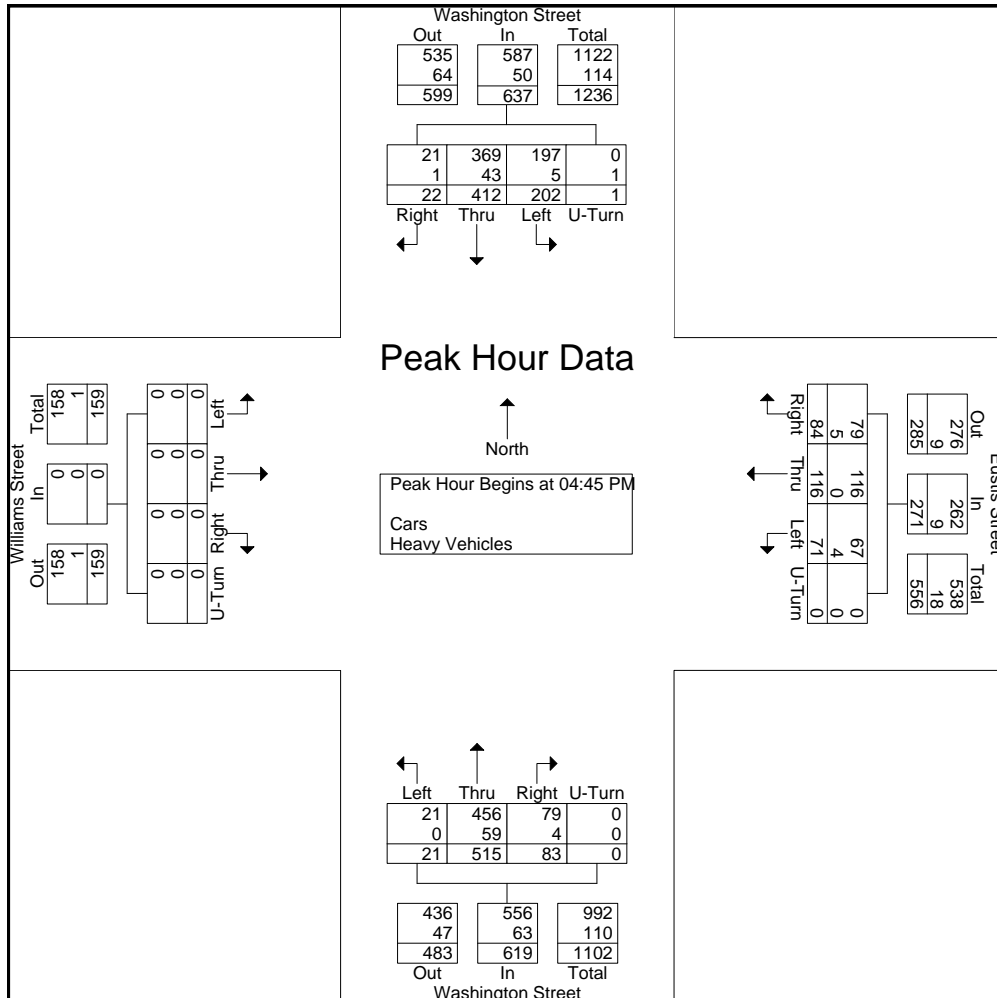 Washington Street
Out In Total
535 587 1122
64 50 114
599 637 1236
21 369 197 0
1 43 5 1
22 412 202 1
Right Thru Left U-Turn
Peak Hour Data
North
Peak Hour Begins at 04:45 PM
Cars
Heavy Vehicles
Williams Street
Out In Total
159 0 159
1 0 1
158 0 158
Left Thru Right U-Turn
0 0 0 0
0 0 0 0
0 0 0 0
Eustis Street
Out In Total
276 262 538
9 9 18
285 271 556
79 116 67 0
5 0 4 0
84 116 71 0
Right Thru Left U-Turn
Left Thru Right U-Turn
21 456 79 0
0 59 4 0
21 515 83 0
436 556 992
47 63 110
483 619 1102
Out In Total
Washington Street